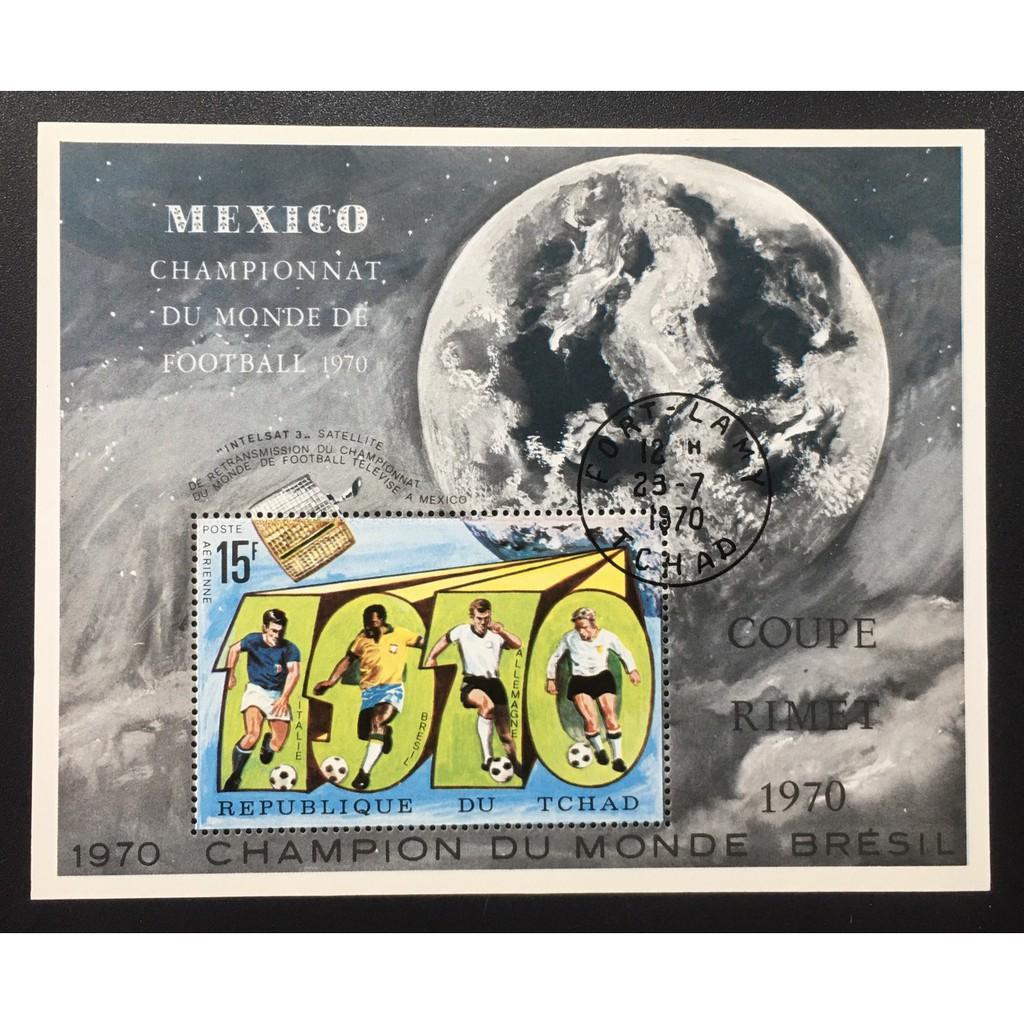 MEXICO
CHAMPIONNAT
DU MONDE DE
FOOTBALL 1970
"INTELSAT 3„ SATELLITE
DE RETRANSMISSION DU CHAMPIONNAT
DU MONDE DE FOOTBALL TÉLÉVISÉ A MEXICO
FORT-LAMY
12 H
23-7
1970
TCHAD
POSTE
AÉRIENNE
15F
1970
ITALIE
BRESIL
ALLEMAGNE
REPUBLIQUE DU TCHAD
COUPE
RIMET
1970
1970 CHAMPION DU MONDE BRÉSIL